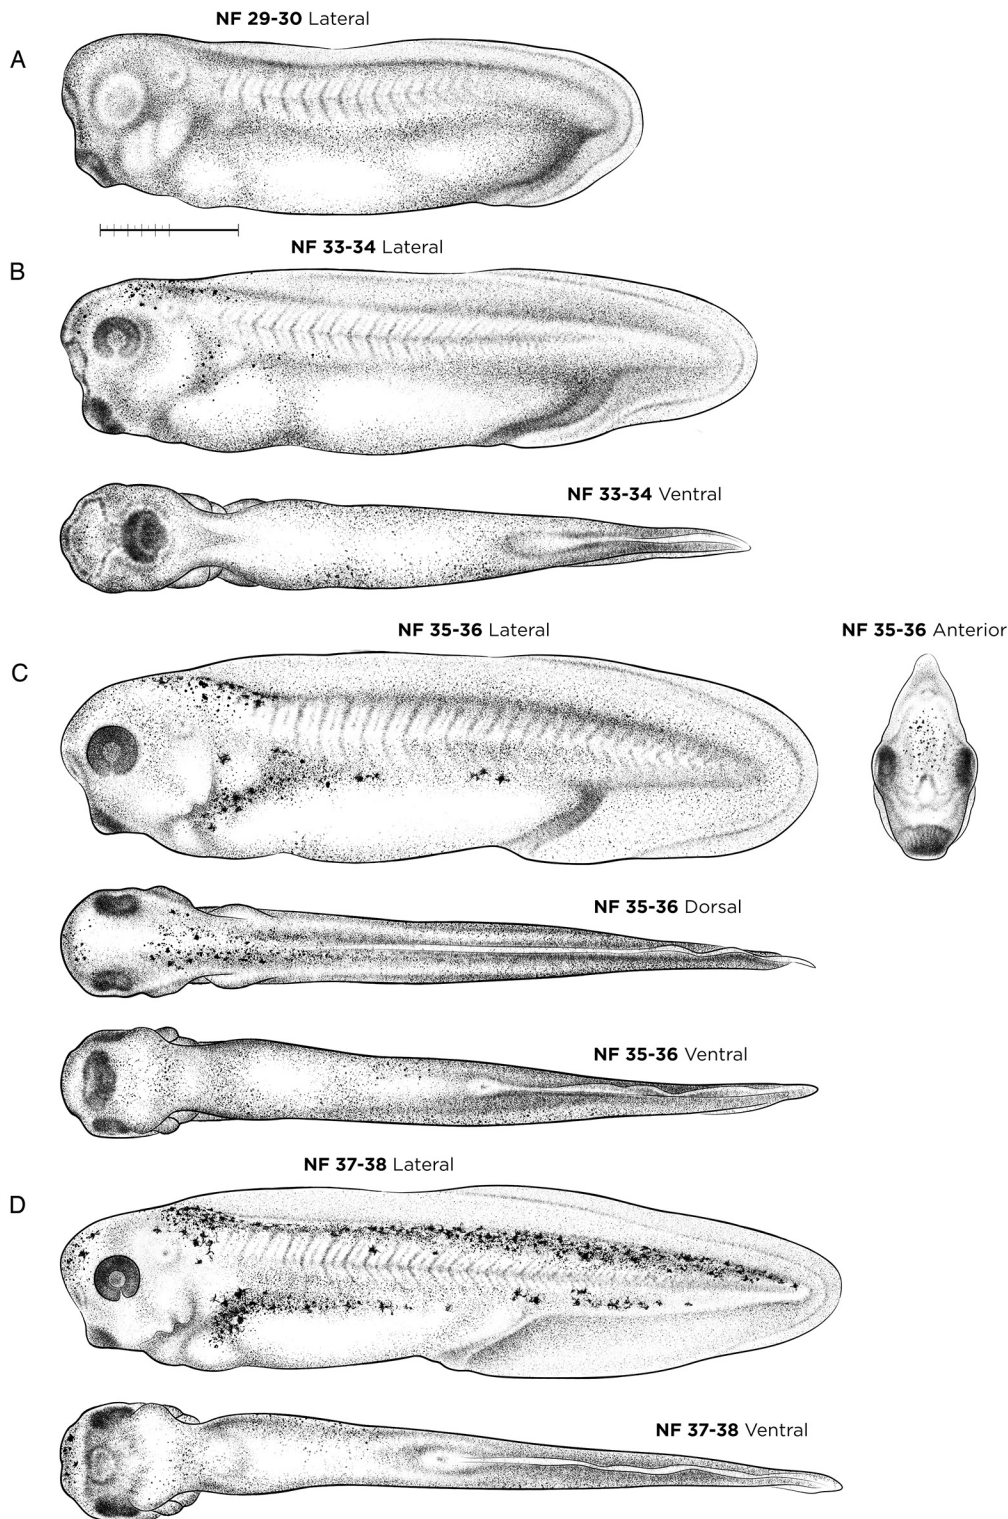 NF 29-30 Lateral
A
NF 33-34 Lateral
B
NF 33-34 Ventral
NF 35-36 Lateral
NF 35-36 Anterior
C
NF 35-36 Dorsal
NF 35-36 Ventral
NF 37-38 Lateral
D
NF 37-38 Ventral